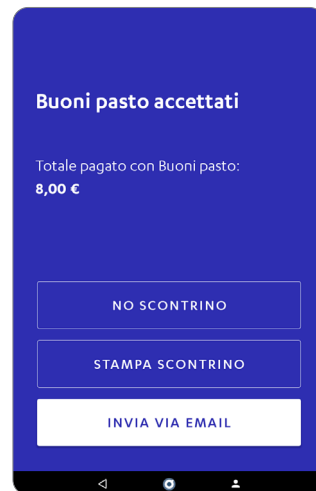 Buoni pasto accettati
Totale pagato con Buoni pasto:
8,00 €
NO SCONTRINO
STAMPA SCONTRINO
INVIA VIA EMAIL